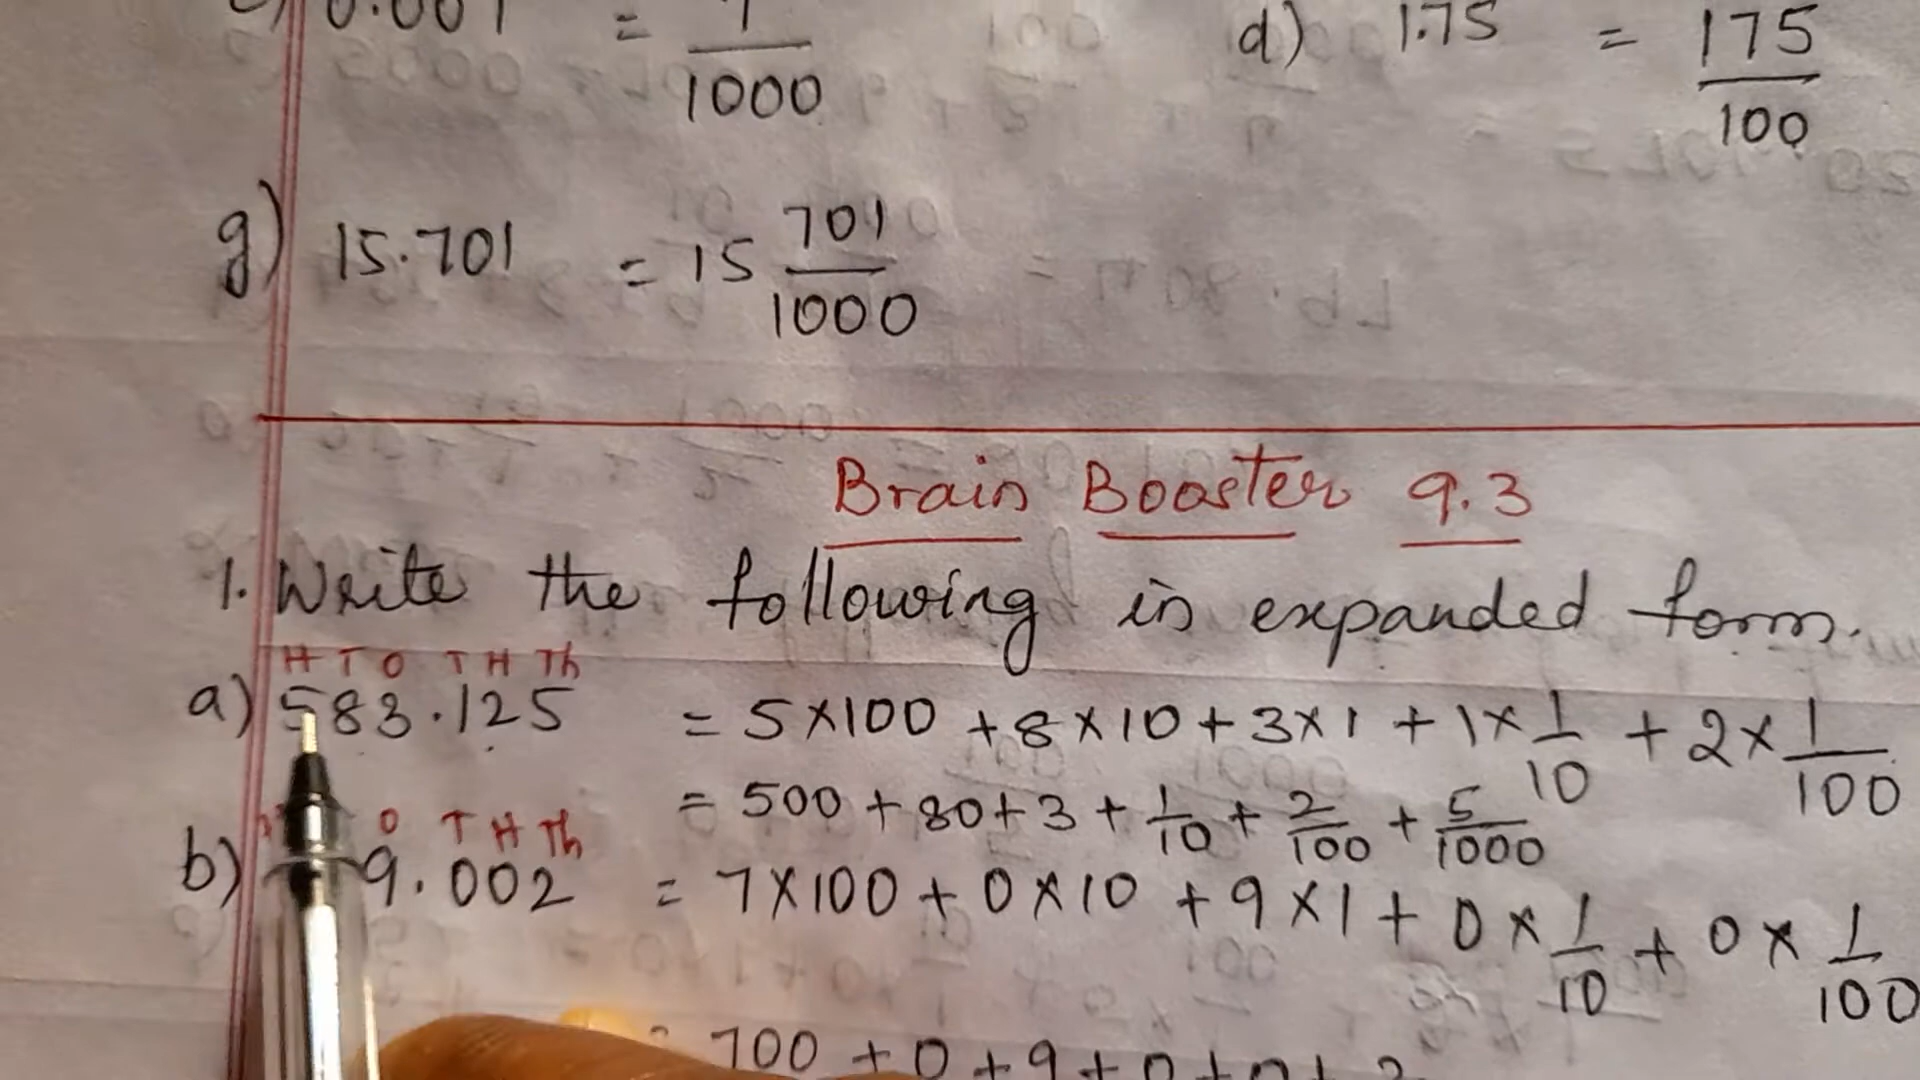 0.001 = 1/1000 d) 1.75 = 175/100
g) 15.701 = 15 701/1000
Brain Booster 9.3
1. Write the following in expanded form.
H T O T H Th
a) 583.125 = 5×100 + 8×10 + 3×1 + 1×1/10 + 2×1/100
= 500 + 80 + 3 + 1/10 + 2/100 + 5/1000
O T H Th
b) 9.002 = 7×100 + 0×10 + 9×1 + 0×1/10 + 0×1/100
700 + 0 + 9 + 0 + 0 + 2